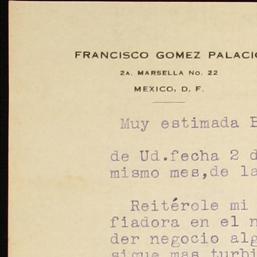 FRANCISCO GOMEZ PALACIO
2A. MARSELLA No. 22
MEXICO, D. F.
Muy estimada
de Ud.fecha 2 d
mismo mes,de la
Reitérole mi
fiadora en el n
der negocio alg
sigue mas turbi